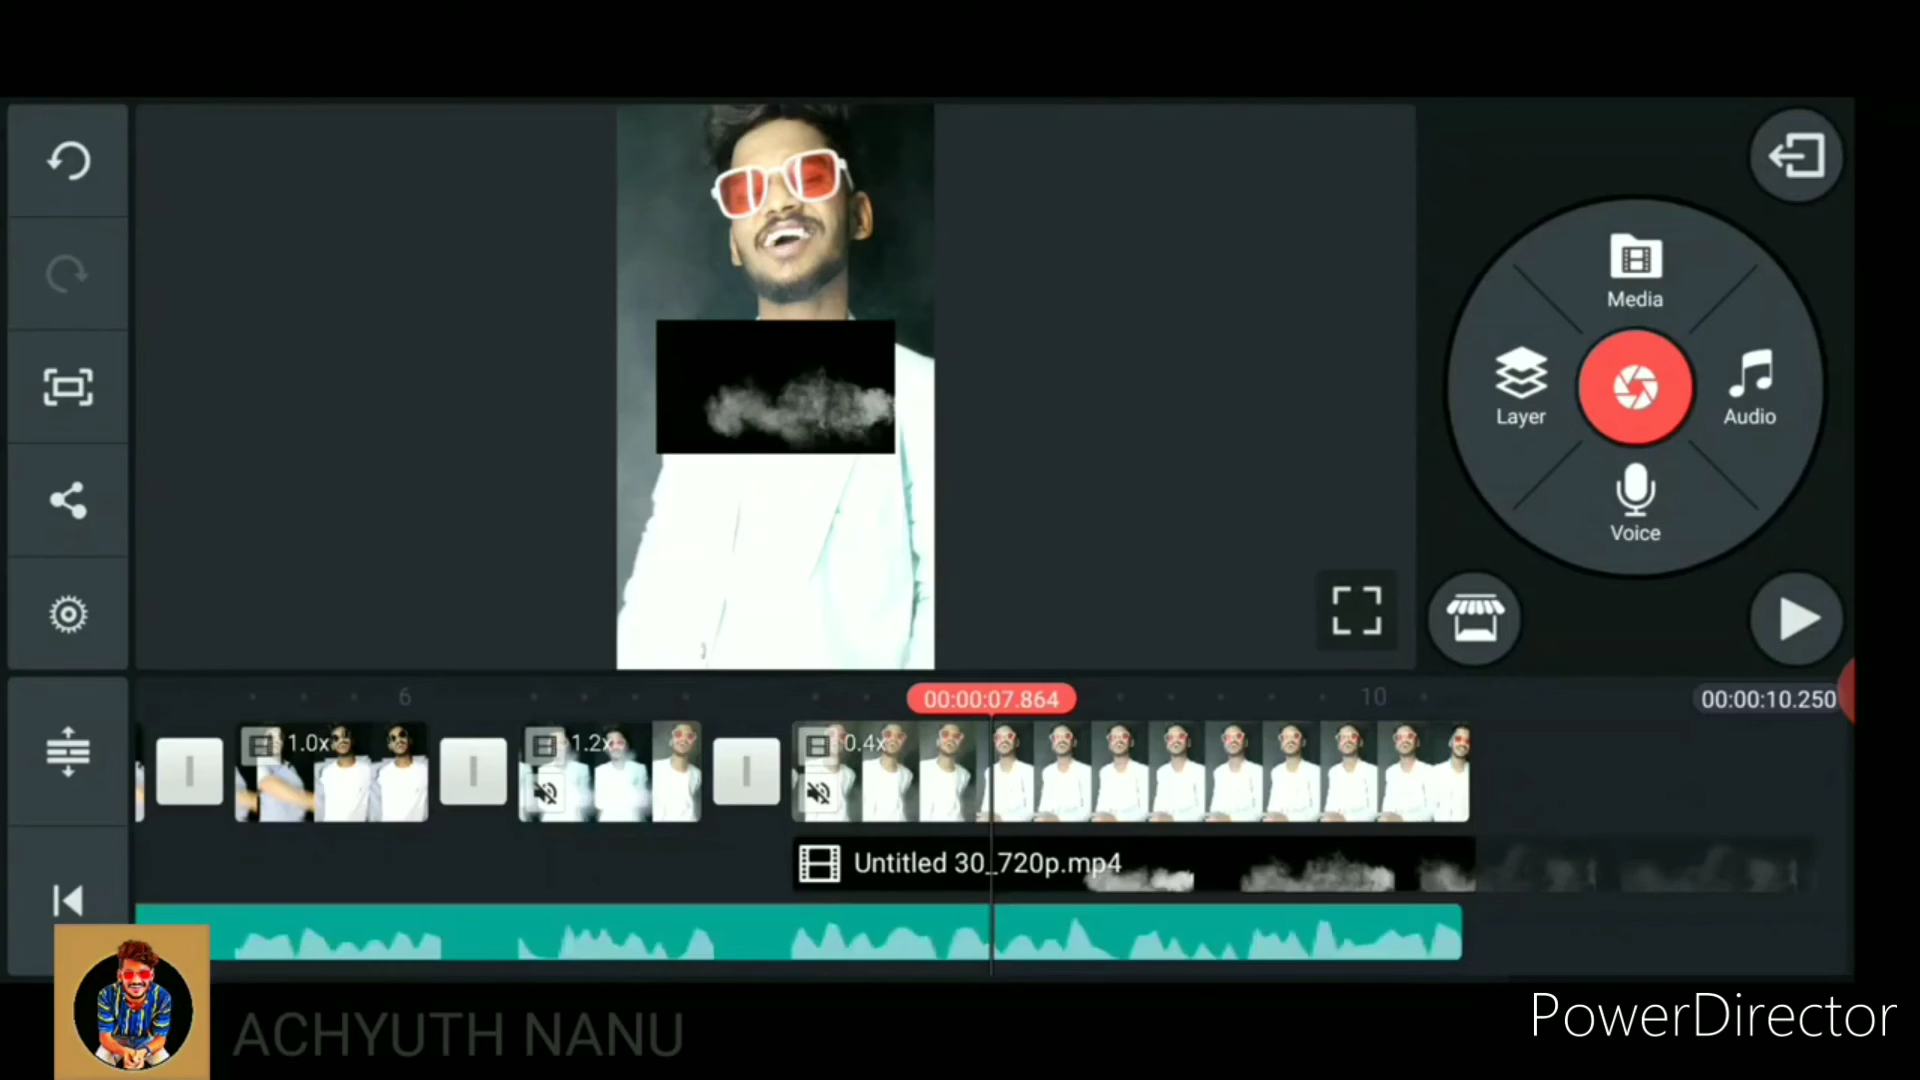 Media
Layer
Audio
Voice
6
00:00:07.864
10
00:00:10.250
1.0x
1.2x
0.4x
Untitled 30_720p.mp4
ACHYUTH NANU
PowerDirector